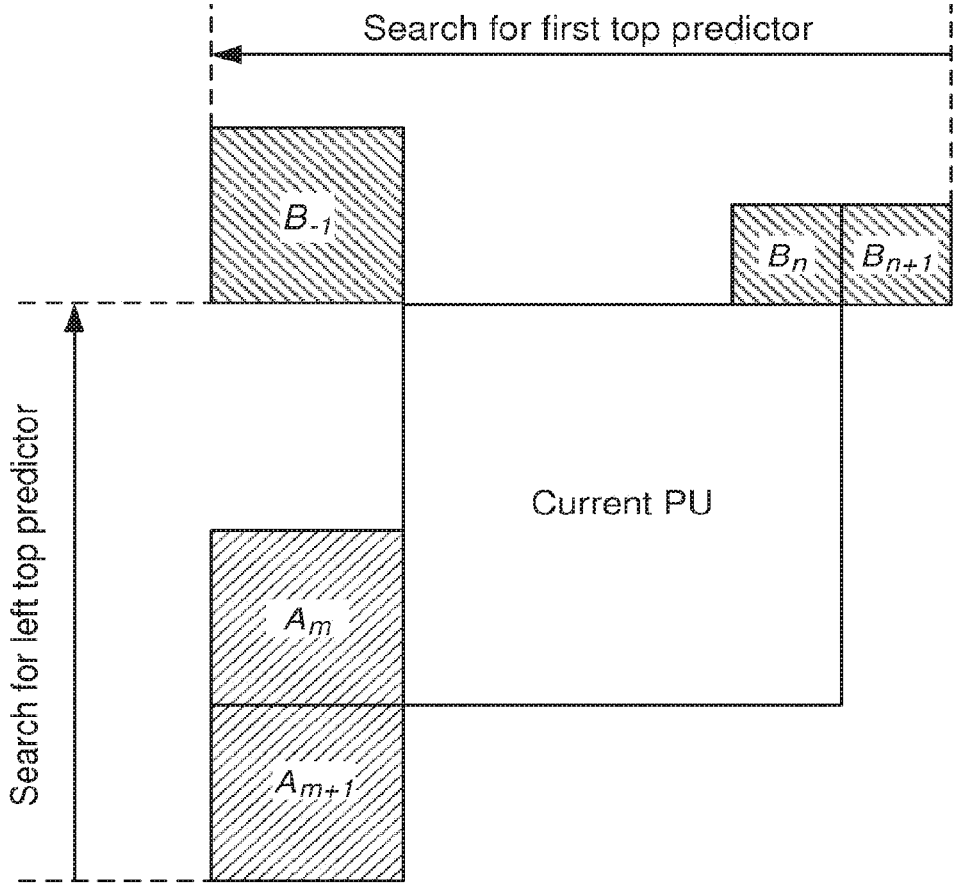 Search for first top predictor
B-1
Bn
Bn+1
Search for left top predictor
Current PU
Am
Am+1